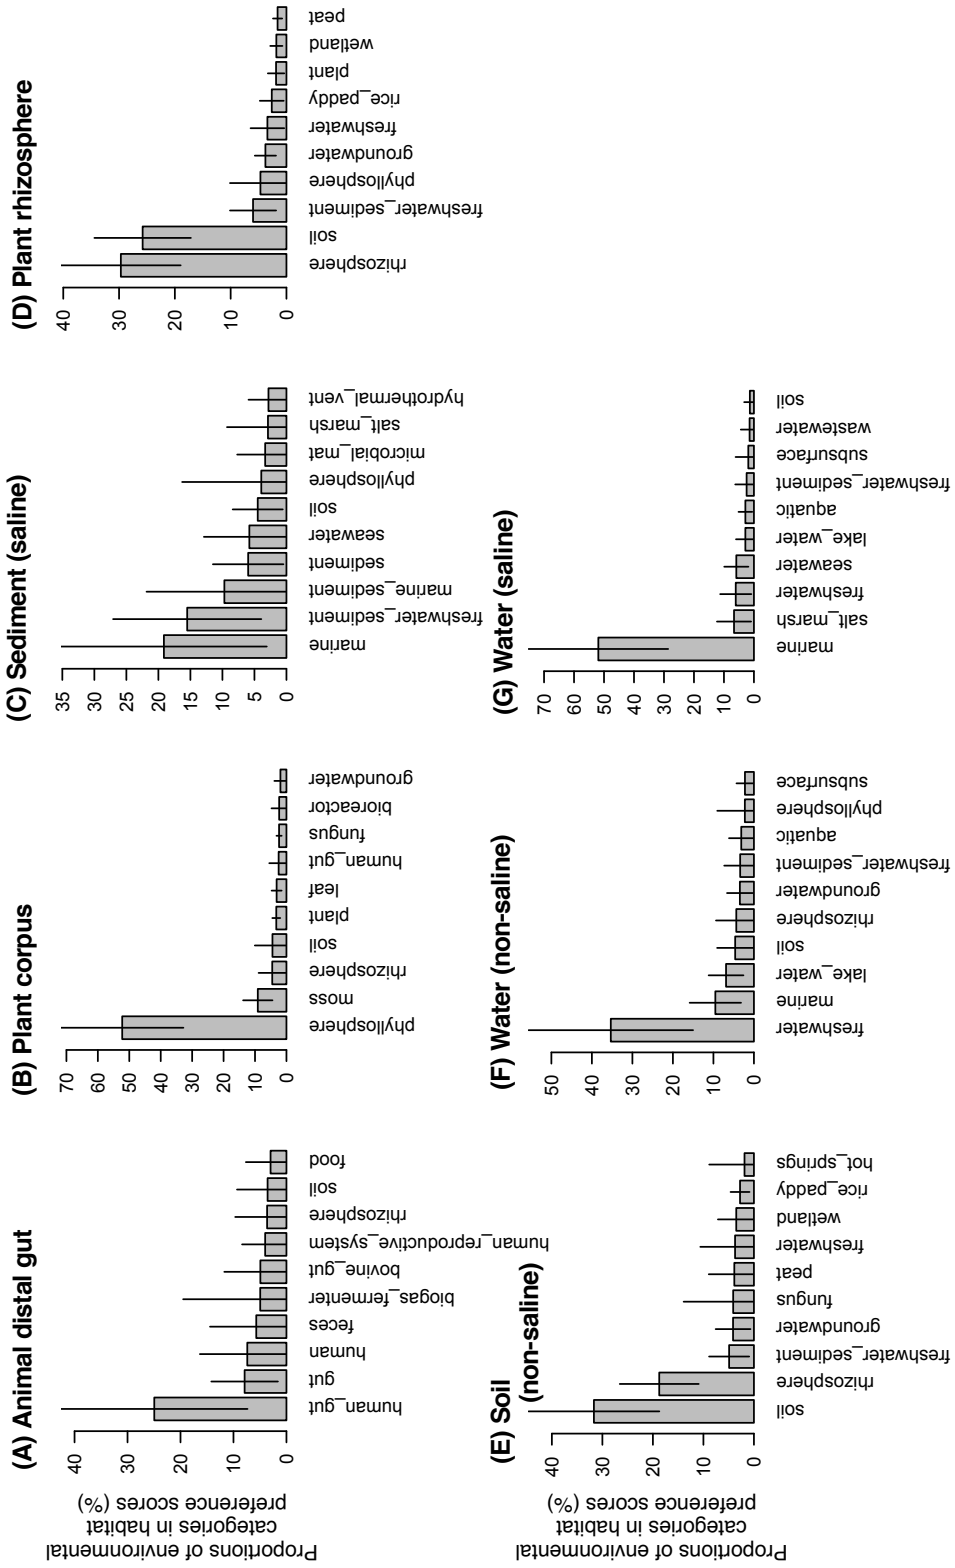 (A) Animal distal gut
Proportions of environmental
categories in habitat
preference scores (%)
0
10
20
30
40
human_gut
gut
human
feces
biogas_fermenter
bovine_gut
human_reproductive_system
rhizosphere
soil
food
(B) Plant corpus
0
10
20
30
40
50
60
70
phyllosphere
moss
rhizosphere
soil
plant
leaf
human_gut
fungus
bioreactor
groundwater
(C) Sediment (saline)
0
5
10
15
20
25
30
35
marine
freshwater_sediment
marine_sediment
sediment
seawater
soil
phyllosphere
microbial_mat
salt_marsh
hydrothermal_vent
(D) Plant rhizosphere
0
10
20
30
40
rhizosphere
soil
freshwater_sediment
phyllosphere
groundwater
freshwater
rice_paddy
plant
wetland
peat
(E) Soil
(non-saline)
Proportions of environmental
categories in habitat
preference scores (%)
0
10
20
30
40
soil
rhizosphere
freshwater_sediment
groundwater
fungus
peat
freshwater
wetland
rice_paddy
hot_springs
(F) Water (non-saline)
0
10
20
30
40
50
freshwater
marine
lake_water
soil
rhizosphere
groundwater
freshwater_sediment
aquatic
phyllosphere
subsurface
(G) Water (saline)
0
10
20
30
40
50
60
70
marine
salt_marsh
freshwater
seawater
lake_water
aquatic
freshwater_sediment
subsurface
wastewater
soil